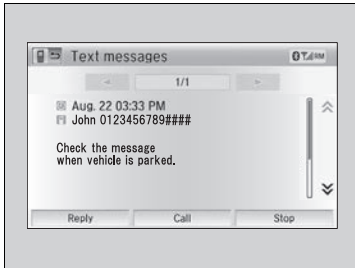 Text messages
1/1
Aug. 22 03:33 PM
John 0123456789####
Check the message
when vehicle is parked.
Reply Call Stop